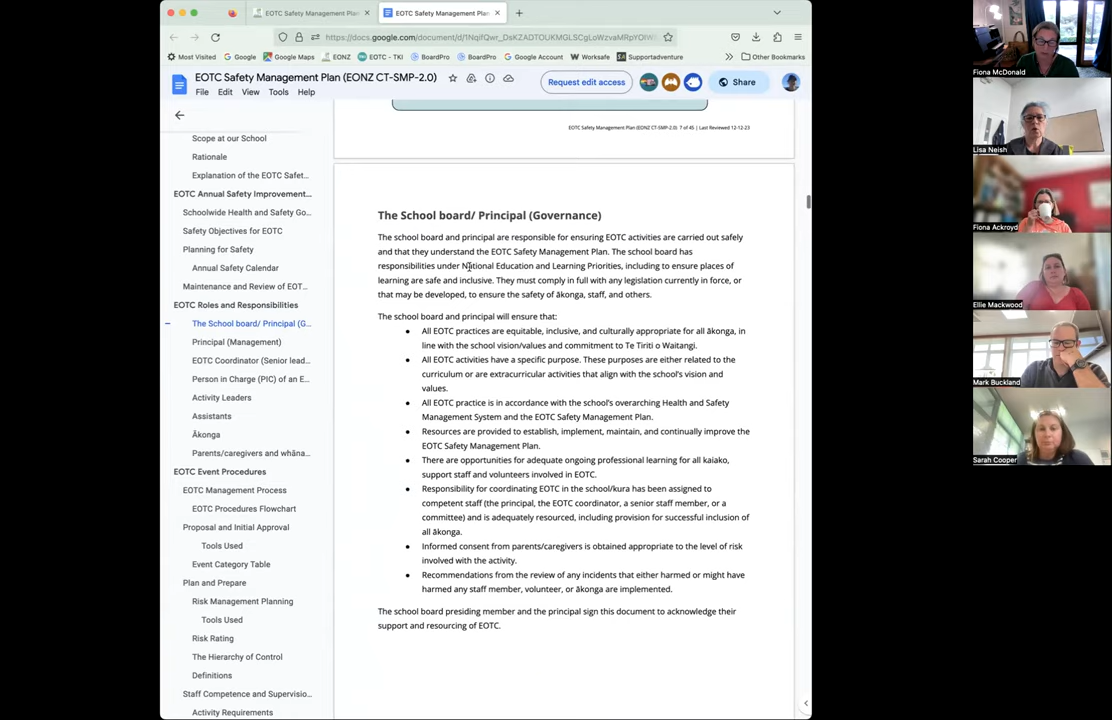 EOTC Safety Management Plan
EOTC Safety Management Plan
https://docs.google.com/document/d/
Most Visited
Google
Google Maps
EONZ
EOTC - TKI
BoardPro
BoardPro
Google Account
Worksafe
Supportadventure
Other Bookmarks
EOTC Safety Management Plan (EONZ CT-SMP-2.0)
File Edit View Tools Help
Request edit access
Share
Scope at our School
Rationale
Explanation of the EOTC Safet...
EOTC Annual Safety Improvement...
Schoolwide Health and Safety Go...
Safety Objectives for EOTC
Planning for Safety
Annual Safety Calendar
Maintenance and Review of EOT...
EOTC Roles and Responsibilities
The School board/ Principal (G...
Principal (Management)
EOTC Coordinator (Senior lead...
Person in Charge (PIC) of an E...
Activity Leaders
Assistants
Ākonga
Parents/caregivers and whāna...
EOTC Event Procedures
EOTC Management Process
EOTC Procedures Flowchart
Proposal and Initial Approval
Tools Used
Event Category Table
Plan and Prepare
Risk Management Planning
Tools Used
Risk Rating
The Hierarchy of Control
Definitions
Staff Competence and Supervisio...
Activity Requirements
EOTC Safety Management Plan (EONZ CT-SMP-2.0) 7 of 45 | Last Reviewed 12-12-23
The School board/ Principal (Governance)
The school board and principal are responsible for ensuring EOTC activities are carried out safely
and that they understand the EOTC Safety Management Plan. The school board has
responsibilities under National Education and Learning Priorities, including to ensure places of
learning are safe and inclusive. They must comply in full with any legislation currently in force, or
that may be developed, to ensure the safety of ākonga, staff, and others.
The school board and principal will ensure that:
● All EOTC practices are equitable, inclusive, and culturally appropriate for all ākonga, in
line with the school vision/values and commitment to Te Tiriti o Waitangi.
● All EOTC activities have a specific purpose. These purposes are either related to the
curriculum or are extracurricular activities that align with the school's vision and
values.
● All EOTC practice is in accordance with the school's overarching Health and Safety
Management System and the EOTC Safety Management Plan.
● Resources are provided to establish, implement, maintain, and continually improve the
EOTC Safety Management Plan.
● There are opportunities for adequate ongoing professional learning for all kaiako,
support staff and volunteers involved in EOTC.
● Responsibility for coordinating EOTC in the school/kura has been assigned to
competent staff (the principal, the EOTC coordinator, a senior staff member, or a
committee) and is adequately resourced, including provision for successful inclusion of
all ākonga.
● Informed consent from parents/caregivers is obtained appropriate to the level of risk
involved with the activity.
● Recommendations from the review of any incidents that either harmed or might have
harmed any staff member, volunteer, or ākonga are implemented.
The school board presiding member and the principal sign this document to acknowledge their
support and resourcing of EOTC.
Fiona McDonald
Lisa Neish
Fiona Ackroyd
Ellie Mackwood
Mark Buckland
Sarah Cooper